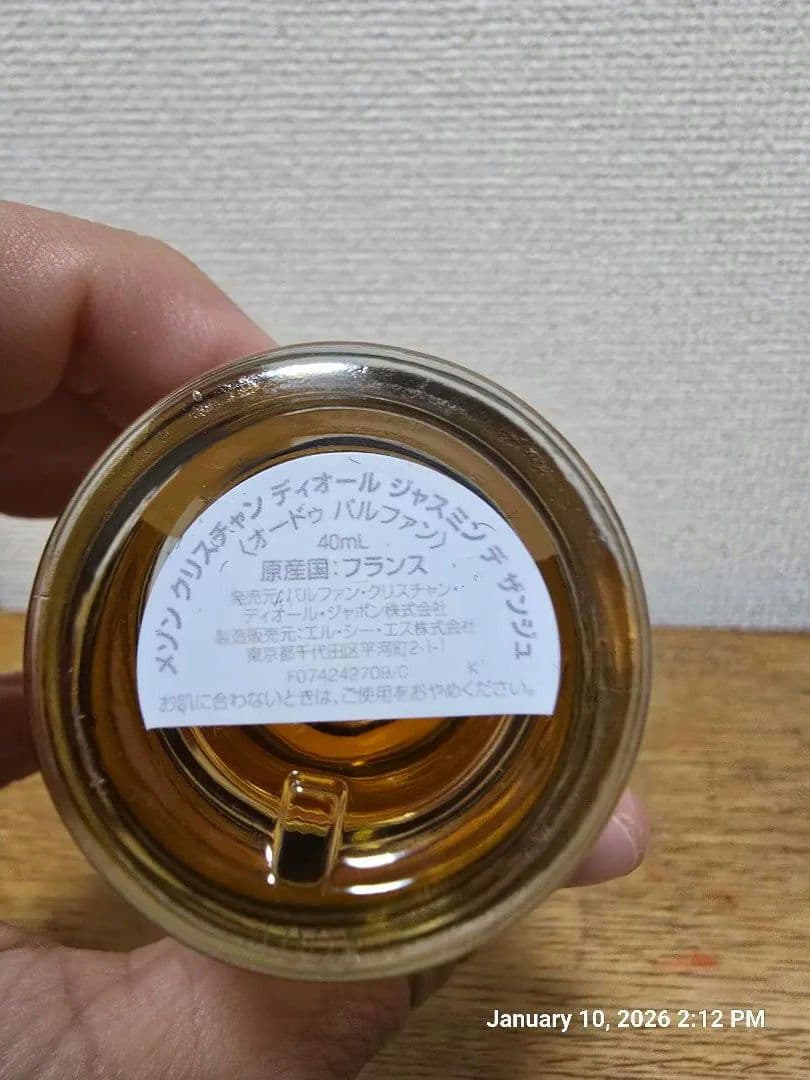 メゾン クリスチャン ディオール ジャスミン デ ザンジュ
〈オードゥ パルファン〉
40mL
原産国:フランス
発売元:パルファン・クリスチャン・
ディオール・ジャポン株式会社
製造販売元:エル・シー・エス株式会社
東京都千代田区平河町2-1-1
F074242709/C K
お肌に合わないときは、ご使用をおやめください。
January 10, 2026 2:12 PM